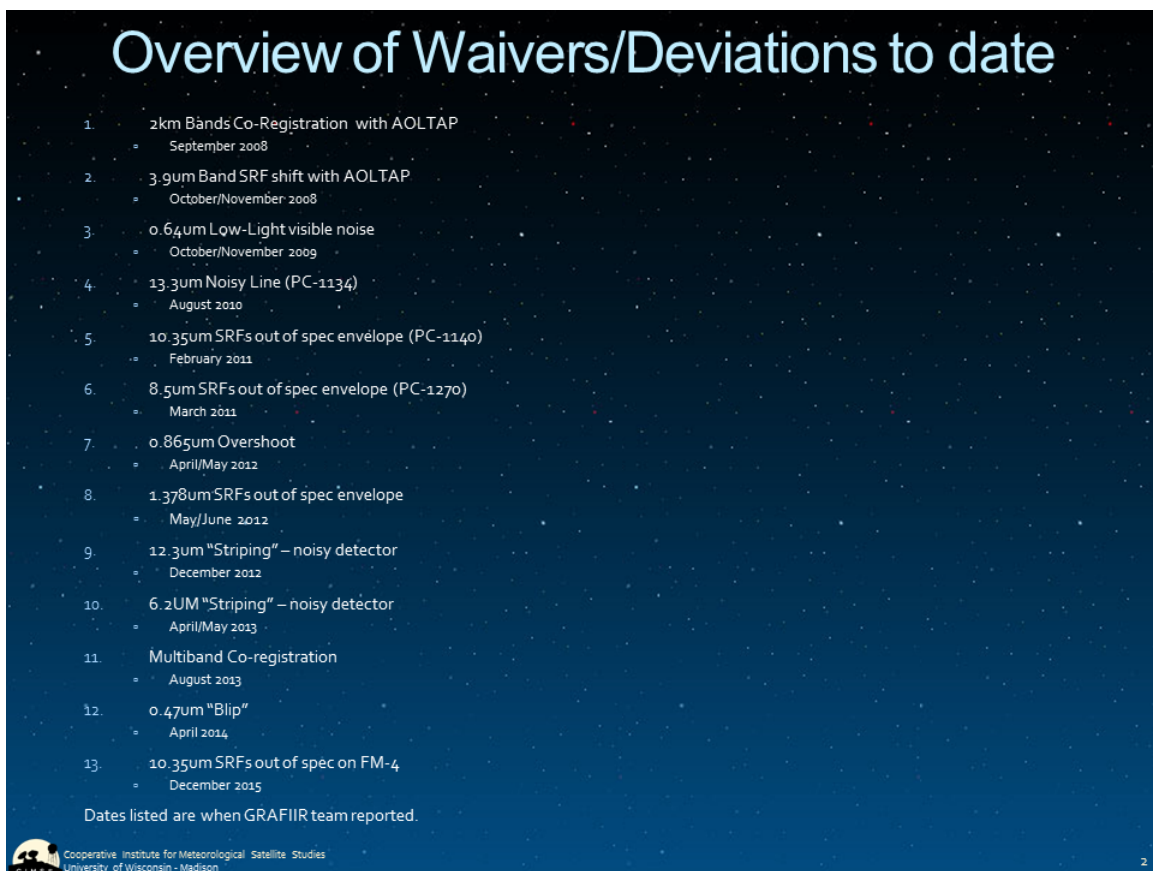 Overview of Waivers/Deviations to date
1. 2km Bands Co-Registration with AOLTAP
▫ September 2008
2. 3.9um Band SRF shift with AOLTAP
▫ October/November 2008
3. 0.64um Low-Light visible noise
▫ October/November 2009
4. 13.3um Noisy Line (PC-1134)
▫ August 2010
5. 10.35um SRFs out of spec envelope (PC-1140)
▫ February 2011
6. 8.5um SRFs out of spec envelope (PC-1270)
▫ March 2011
7. 0.865um Overshoot
▫ April/May 2012
8. 1.378um SRFs out of spec envelope
▫ May/June 2012
9. 12.3um “Striping” – noisy detector
▫ December 2012
10. 6.2UM “Striping” – noisy detector
▫ April/May 2013
11. Multiband Co-registration
▫ August 2013
12. 0.47um “Blip”
▫ April 2014
13. 10.35um SRFs out of spec on FM-4
▫ December 2015
Dates listed are when GRAFIIR team reported.
Cooperative Institute for Meteorological Satellite Studies
University of Wisconsin - Madison
2